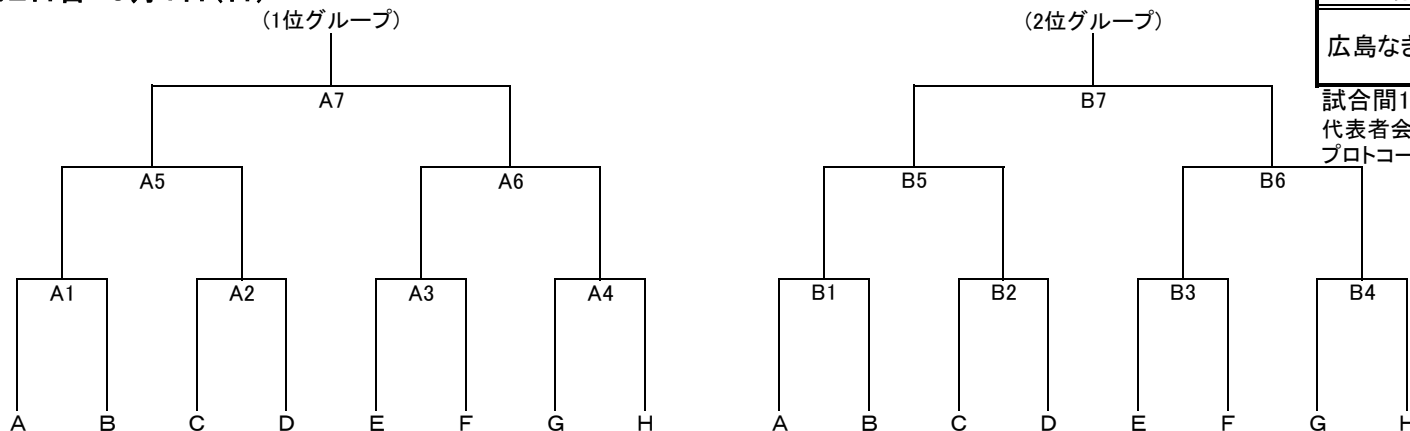 (1位グループ)
(2位グループ)
広島なぎ
A7
B7
試合間1
代表者会
プロトコー
A5
A6
B5
B6
A1
A2
A3
A4
B1
B2
B3
B4
A B C D E F G H
A B C D E F G H